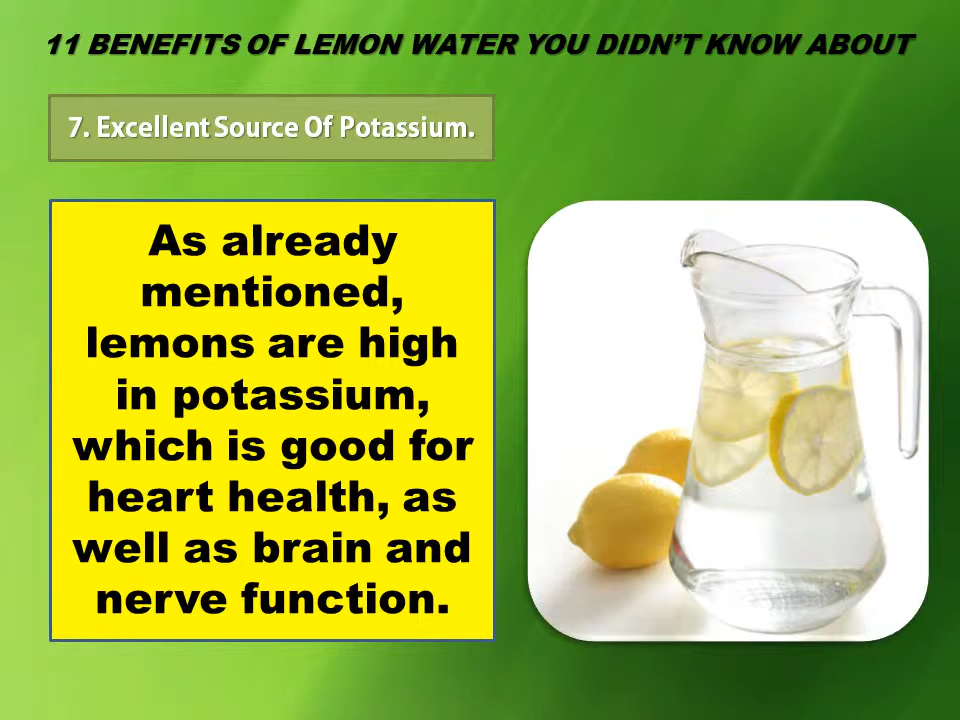 11 BENEFITS OF LEMON WATER YOU DIDN’T KNOW ABOUT
7. Excellent Source Of Potassium.
As already
mentioned,
lemons are high
in potassium,
which is good for
heart health, as
well as brain and
nerve function.